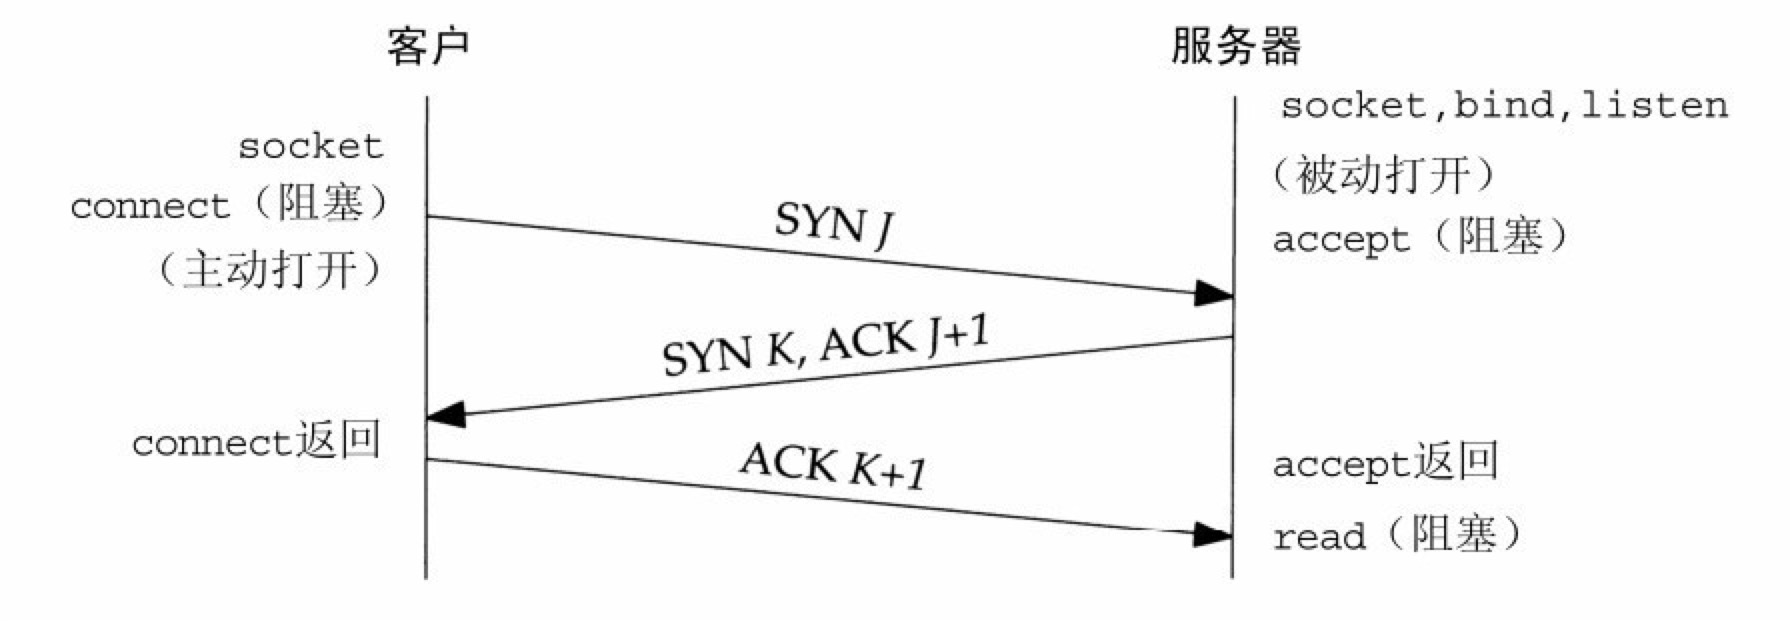 客户
服务器
socket,bind,listen
socket
(被动打开)
connect(阻塞)
SYN J
accept(阻塞)
(主动打开)
SYN K, ACK J+1
connect返回
ACK K+1
accept返回
read(阻塞)